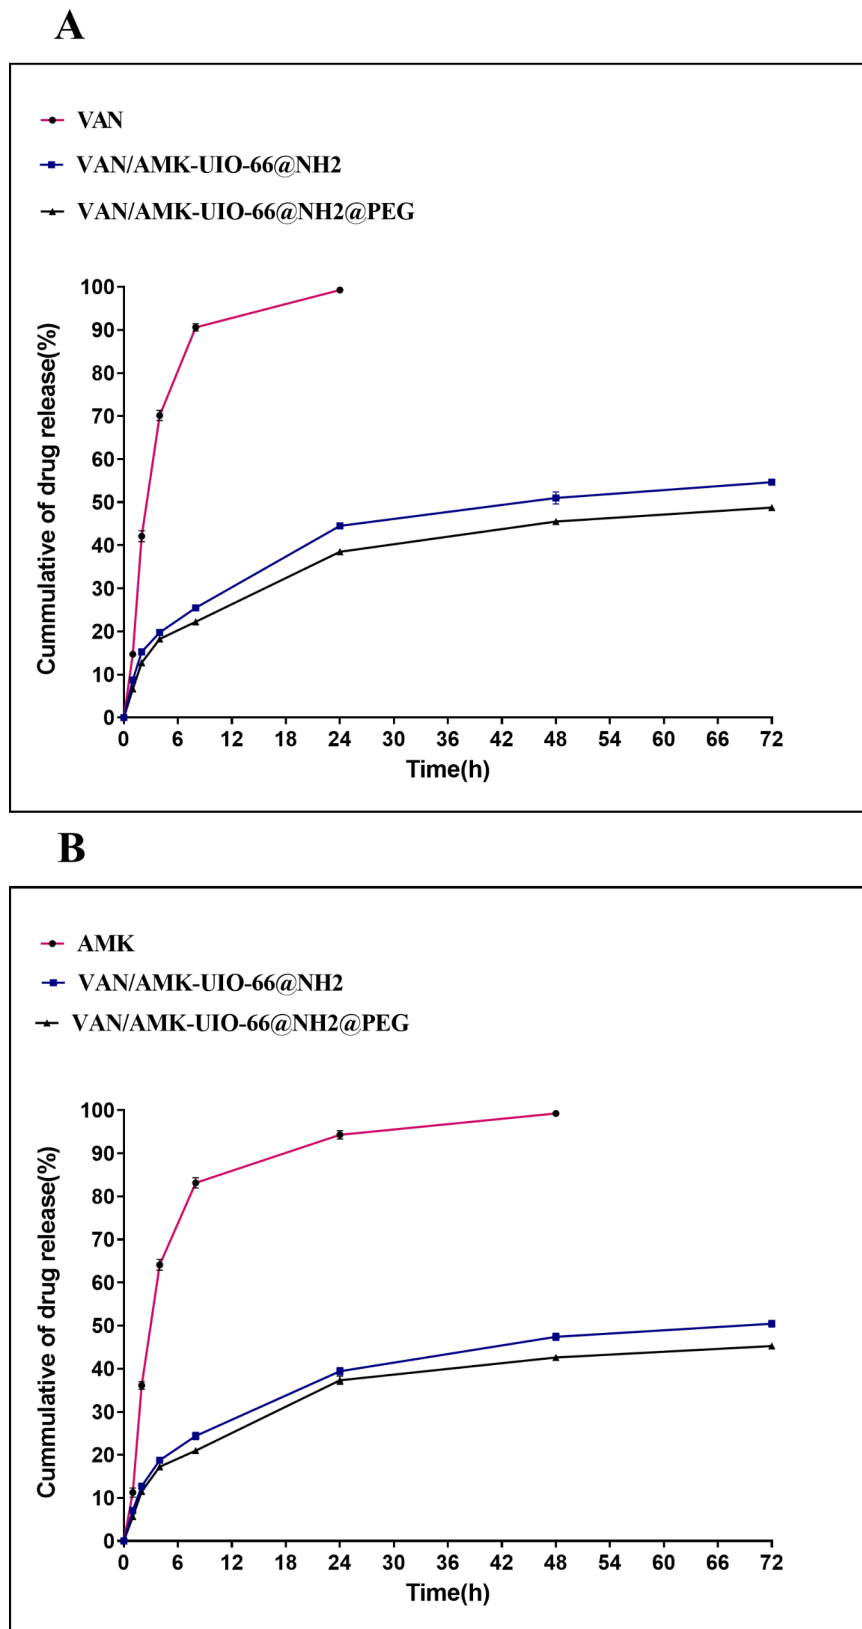 A
VAN
VAN/AMK-UIO-66@NH2
VAN/AMK-UIO-66@NH2@PEG
Cummulative of drug release(%)
100
90
80
70
60
50
40
30
20
10
0
0 6 12 18 24 30 36 42 48 54 60 66 72
Time(h)
B
AMK
VAN/AMK-UIO-66@NH2
VAN/AMK-UIO-66@NH2@PEG
Cummulative of drug release(%)
100
90
80
70
60
50
40
30
20
10
0
0 6 12 18 24 30 36 42 48 54 60 66 72
Time(h)